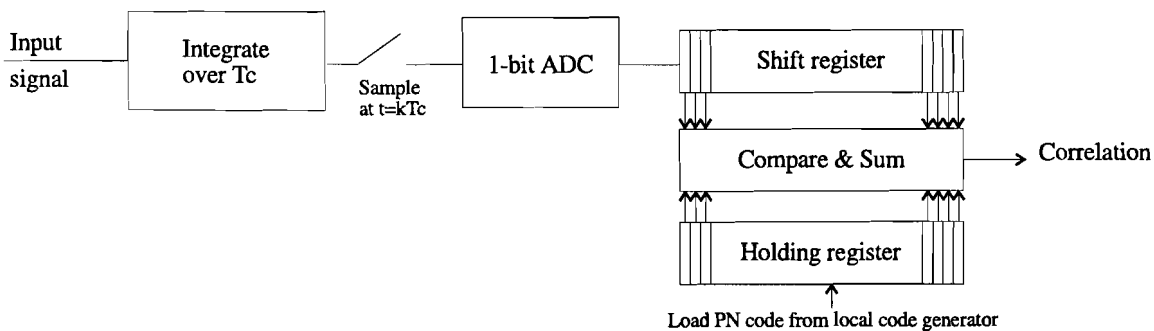 Input
signal
Integrate
over Tc
Sample
at t=kTc
1-bit ADC
Shift register
Compare & Sum
Correlation
Holding register
Load PN code from local code generator